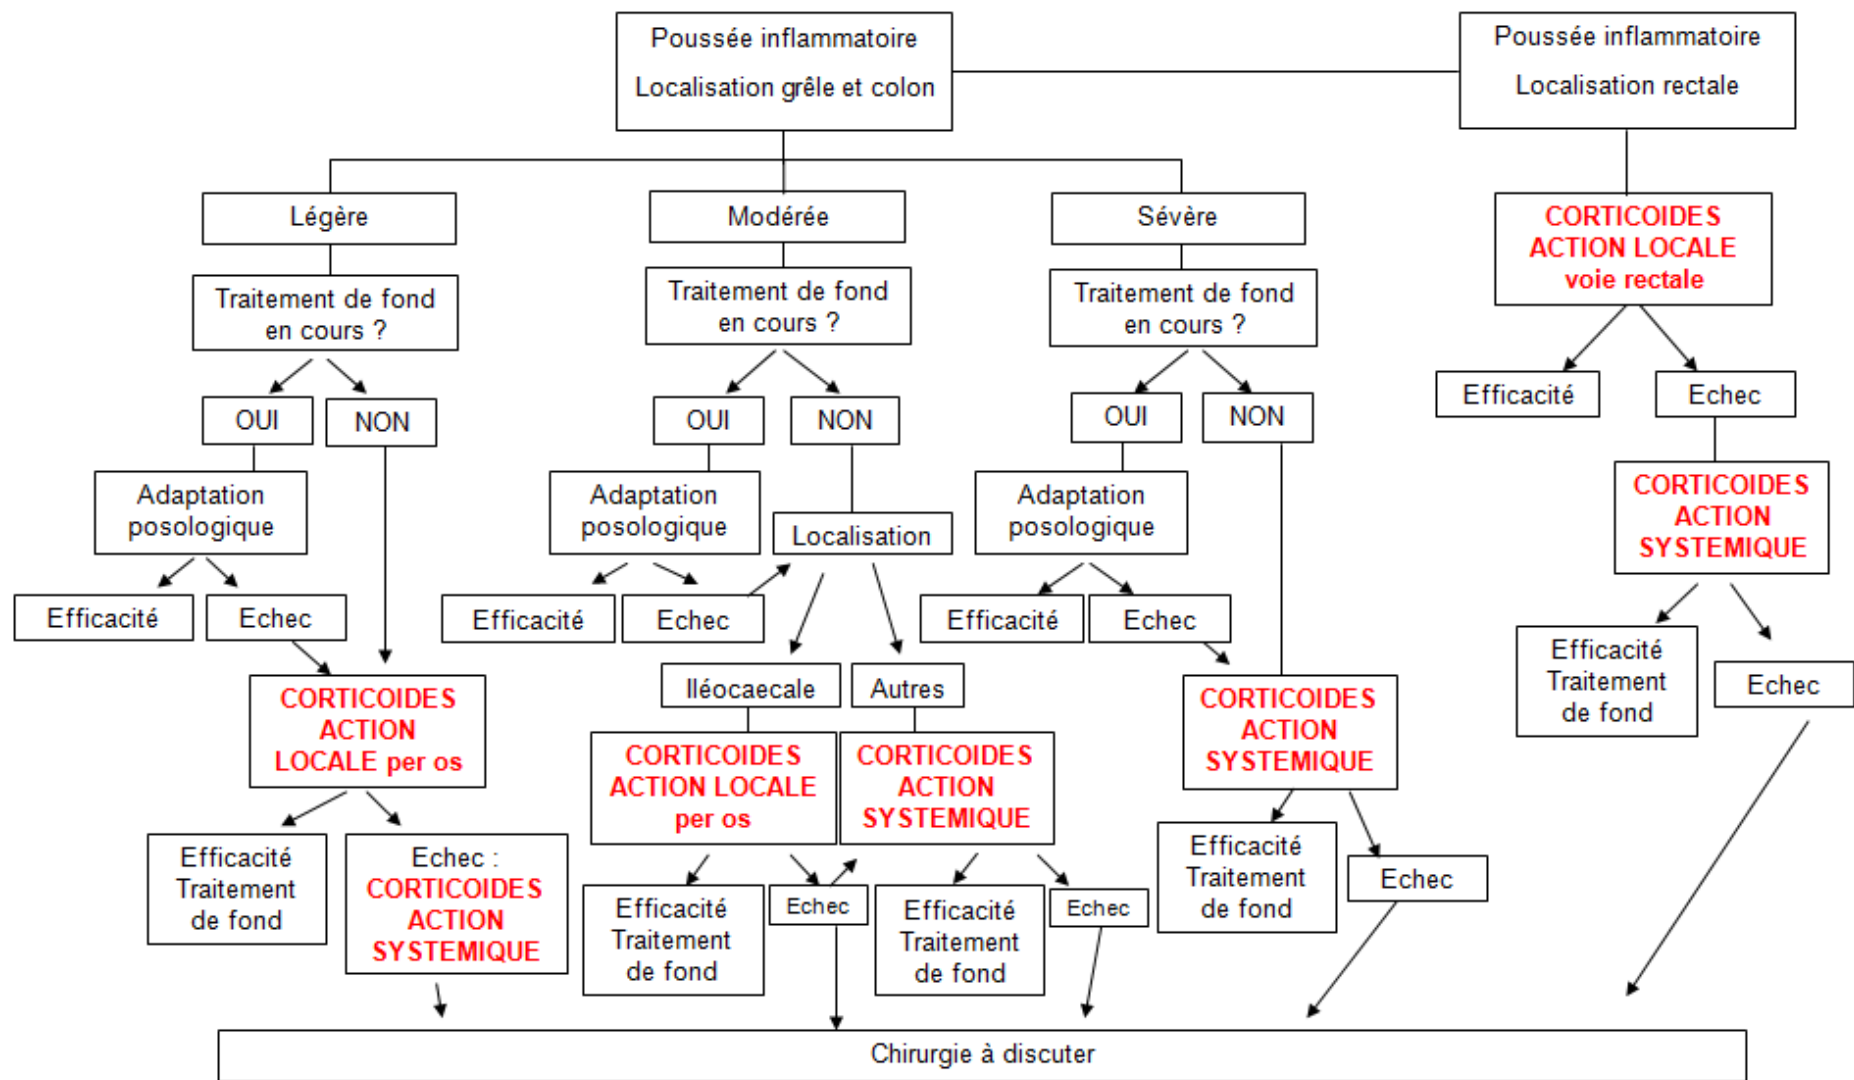 Poussée inflammatoire
Localisation grêle et colon
Poussée inflammatoire
Localisation rectale
Légère
Modérée
Sévère
CORTICOIDES
ACTION LOCALE
voie rectale
Traitement de fond
en cours ?
Traitement de fond
en cours ?
Traitement de fond
en cours ?
Efficacité
Echec
OUI
NON
OUI
NON
OUI
NON
Adaptation
posologique
Adaptation
posologique
Localisation
Adaptation
posologique
CORTICOIDES
ACTION
SYSTEMIQUE
Efficacité
Echec
Efficacité
Echec
Efficacité
Echec
Efficacité
Traitement
de fond
Echec
Iléocaecale
Autres
CORTICOIDES
ACTION
LOCALE per os
CORTICOIDES
ACTION LOCALE
per os
CORTICOIDES
ACTION
SYSTEMIQUE
CORTICOIDES
ACTION
SYSTEMIQUE
Efficacité
Traitement
de fond
Echec :
CORTICOIDES
ACTION
SYSTEMIQUE
Efficacité
Traitement
de fond
Echec
Efficacité
Traitement
de fond
Echec
Efficacité
Traitement
de fond
Echec
Chirurgie à discuter